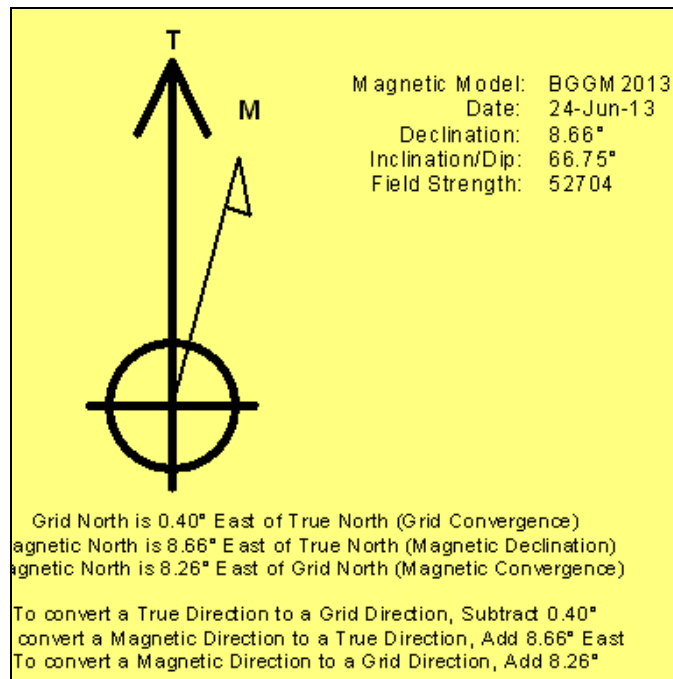 T
M
Magnetic Model: BGGM 2013
Date: 24-Jun-13
Declination: 8.66°
Inclination/Dip: 66.75°
Field Strength: 52704
Grid North is 0.40° East of True North (Grid Convergence)
agnetic North is 8.66° East of True North (Magnetic Declination)
agnetic North is 8.26° East of Grid North (Magnetic Convergence)
To convert a True Direction to a Grid Direction, Subtract 0.40°
convert a Magnetic Direction to a True Direction, Add 8.66° East
To convert a Magnetic Direction to a Grid Direction, Add 8.26°